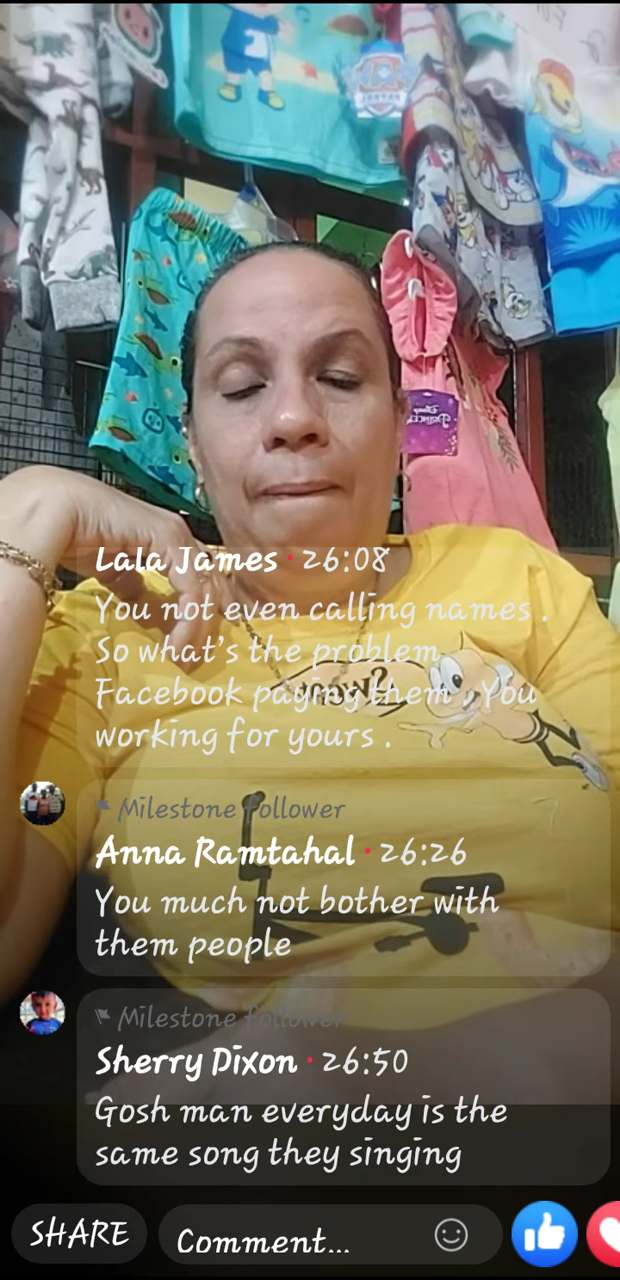 Lala James • 26:08
You not even calling names .
So what's the problem
Facebook paying them , You
working for yours .
Milestone follower
Anna Ramtahal • 26:26
You much not bother with
them people
Milestone follower
Sherry Dixon • 26:50
Gosh man everyday is the
same song they singing
SHARE
Comment...